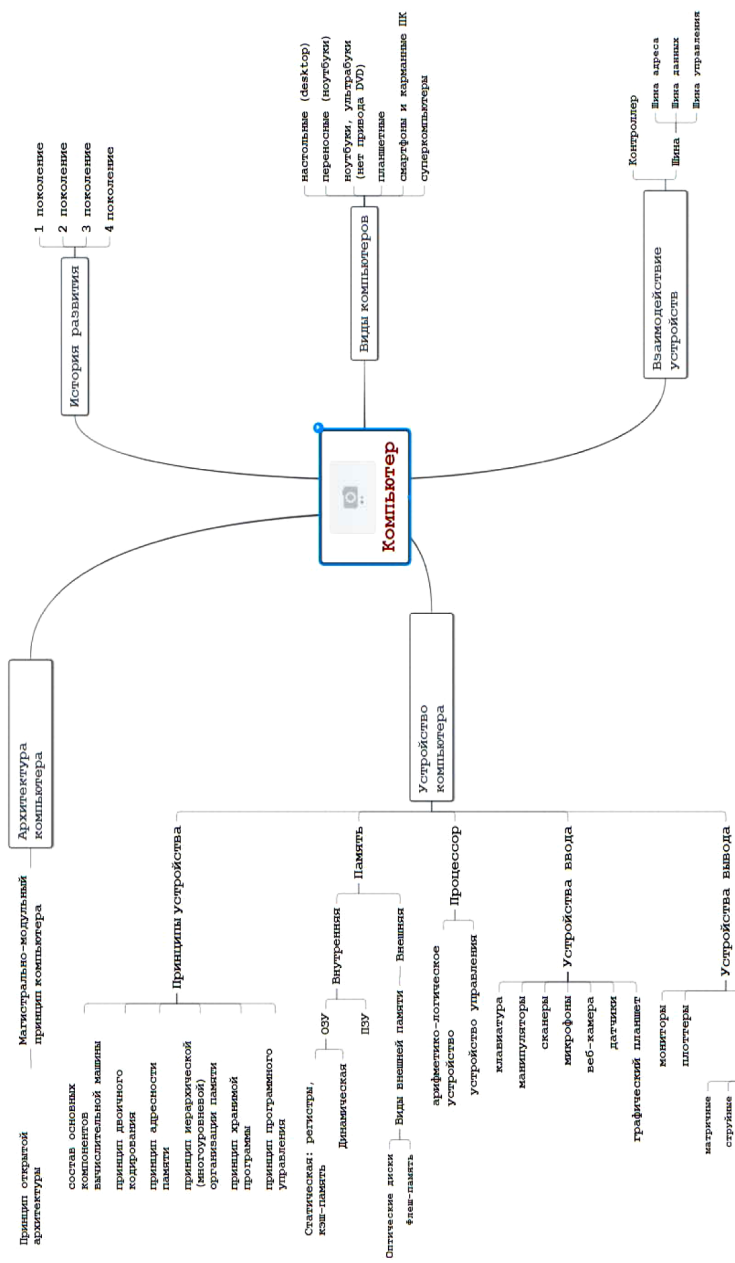 Компьютер
История развития
1 поколение
2 поколение
3 поколение
4 поколение
Виды компьютеров
настольные (desktop)
переносные (ноутбуки)
ноутбуки, ультрабуки
(нет привода DVD)
планшетные
смартфоны и карманные ПК
суперкомпьютеры
Взаимодействие
устройств
Контроллер
Шина
Шина адреса
Шина данных
Шина управления
Архитектура
компьютера
Магистрально-модульный
принцип компьютера
Принцип открытой
архитектуры
Устройство
компьютера
Принципы устройства
состав основных
компонентов
вычислительной машины
принцип двоичного
кодирования
принцип адресности
памяти
принцип иерархической
(многоуровневой)
организации памяти
принцип хранимой
программы
принцип программного
управления
Память
Внутренняя
ОЗУ
Статическая: регистры,
кэш-память
Динамическая
ПЗУ
Внешняя
Виды внешней памяти
Оптические диски
Флеш-память
Процессор
арифметико-логическое
устройство
устройство управления
Устройства ввода
клавиатура
манипуляторы
сканеры
микрофоны
веб-камера
датчики
графический планшет
Устройства вывода
мониторы
плоттеры
матричные
струйные